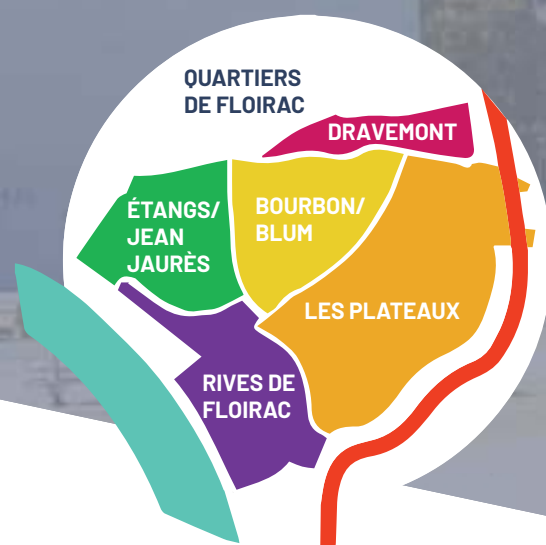 QUARTIERS
DE FLOIRAC
DRAVEMONT
ÉTANGS/
JEAN
JAURÈS
BOURBON/
BLUM
LES PLATEAUX
RIVES DE
FLOIRAC